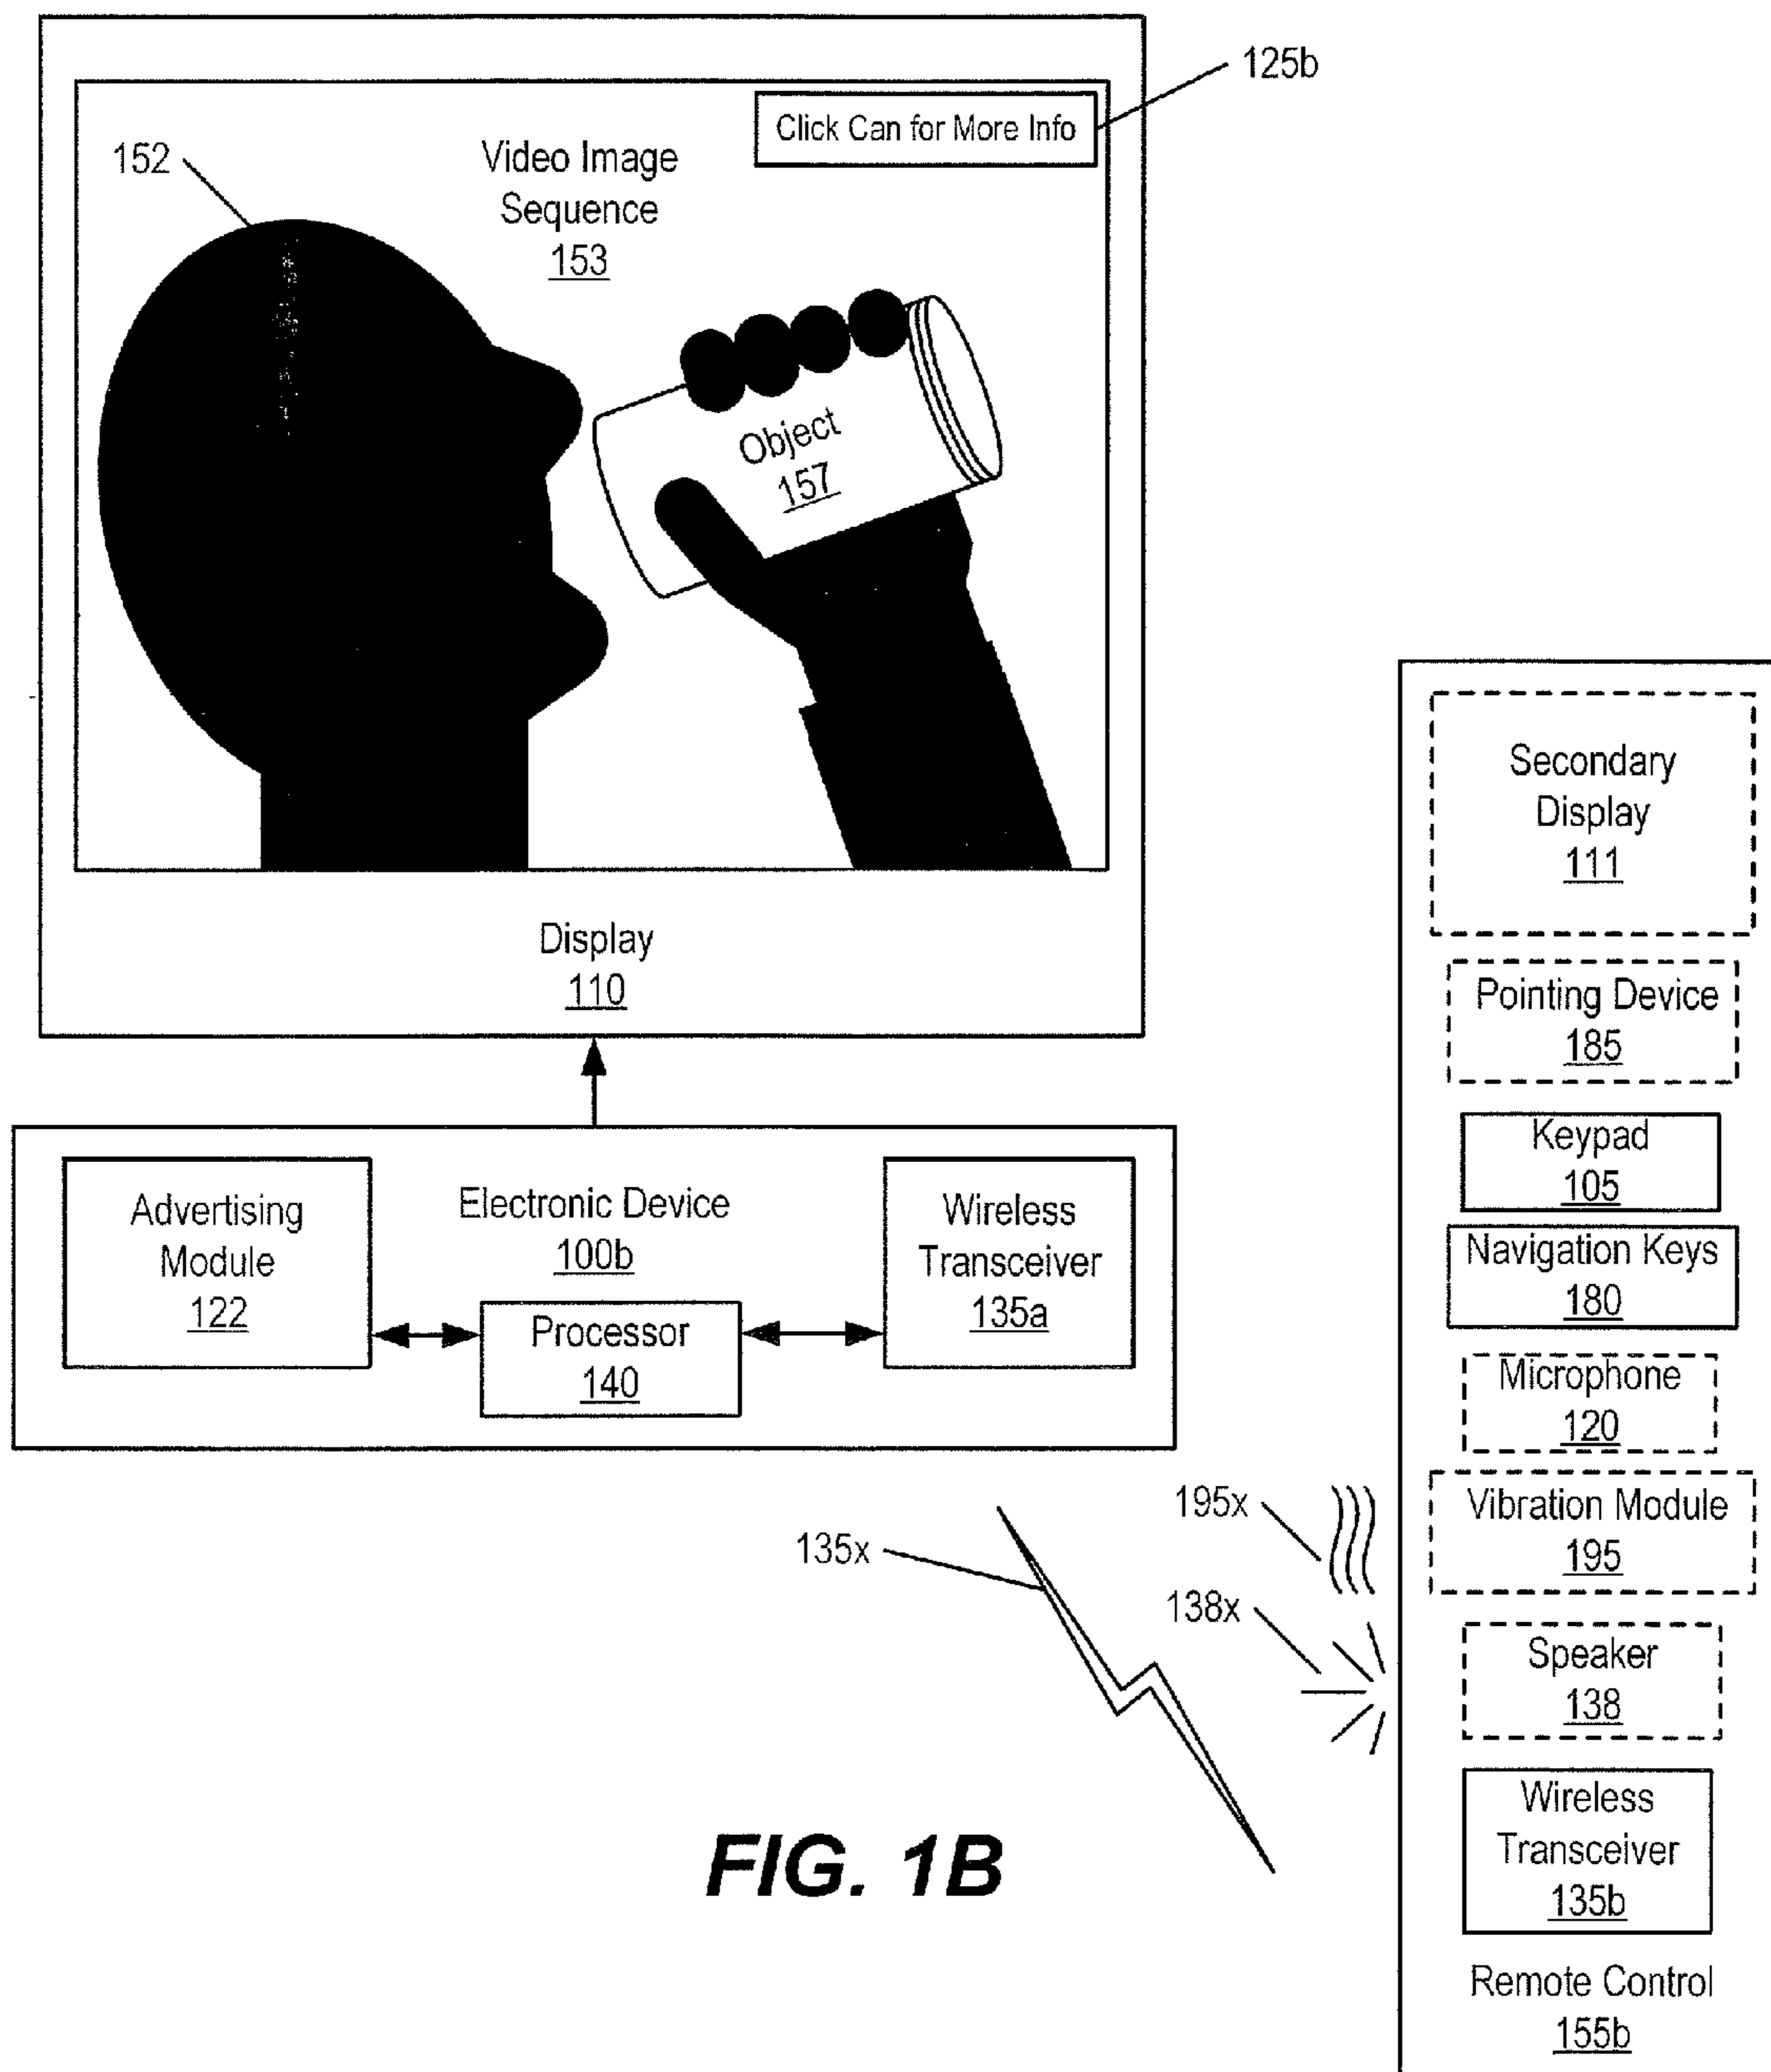 125b
Click Can for More Info
152
Video Image
Sequence
153
Object
157
Display
110
Advertising
Module
122
Electronic Device
100b
Processor
140
Wireless
Transceiver
135a
135x
195x
138x
Secondary
Display
111
Pointing Device
185
Keypad
105
Navigation Keys
180
Microphone
120
Vibration Module
195
Speaker
138
Wireless
Transceiver
135b
Remote Control
155b
FIG. 1B